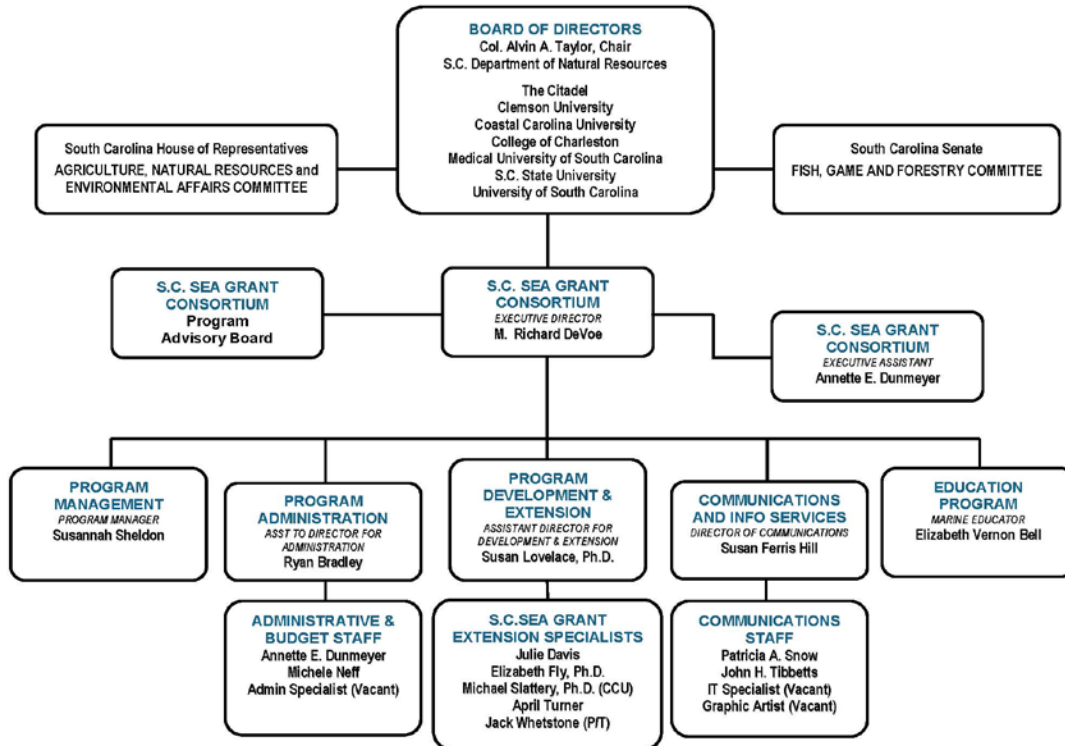 BOARD OF DIRECTORS
Col. Alvin A. Taylor, Chair
S.C. Department of Natural Resources
The Citadel
Clemson University
Coastal Carolina University
College of Charleston
Medical University of South Carolina
S.C. State University
University of South Carolina
South Carolina House of Representatives
AGRICULTURE, NATURAL RESOURCES and
ENVIRONMENTAL AFFAIRS COMMITTEE
South Carolina Senate
FISH, GAME AND FORESTRY COMMITTEE
S.C. SEA GRANT
CONSORTIUM
Program
Advisory Board
S.C. SEA GRANT
CONSORTIUM
EXECUTIVE DIRECTOR
M. Richard DeVoe
S.C. SEA GRANT
CONSORTIUM
EXECUTIVE ASSISTANT
Annette E. Dunmeyer
PROGRAM
MANAGEMENT
PROGRAM MANAGER
Susannah Sheldon
PROGRAM
ADMINISTRATION
ASST TO DIRECTOR FOR
ADMINISTRATION
Ryan Bradley
PROGRAM
DEVELOPMENT &
EXTENSION
ASSISTANT DIRECTOR FOR
DEVELOPMENT & EXTENSION
Susan Lovelace, Ph.D.
COMMUNICATIONS
AND INFO SERVICES
DIRECTOR OF COMMUNICATIONS
Susan Ferris Hill
EDUCATION
PROGRAM
MARINE EDUCATOR
Elizabeth Vernon Bell
ADMINISTRATIVE &
BUDGET STAFF
Annette E. Dunmeyer
Michele Neff
Admin Specialist (Vacant)
S.C.SEA GRANT
EXTENSION SPECIALISTS
Julie Davis
Elizabeth Fly, Ph.D.
Michael Slattery, Ph.D. (CCU)
April Turner
Jack Whetstone (P/T)
COMMUNICATIONS
STAFF
Patricia A. Snow
John H. Tibbetts
IT Specialist (Vacant)
Graphic Artist (Vacant)